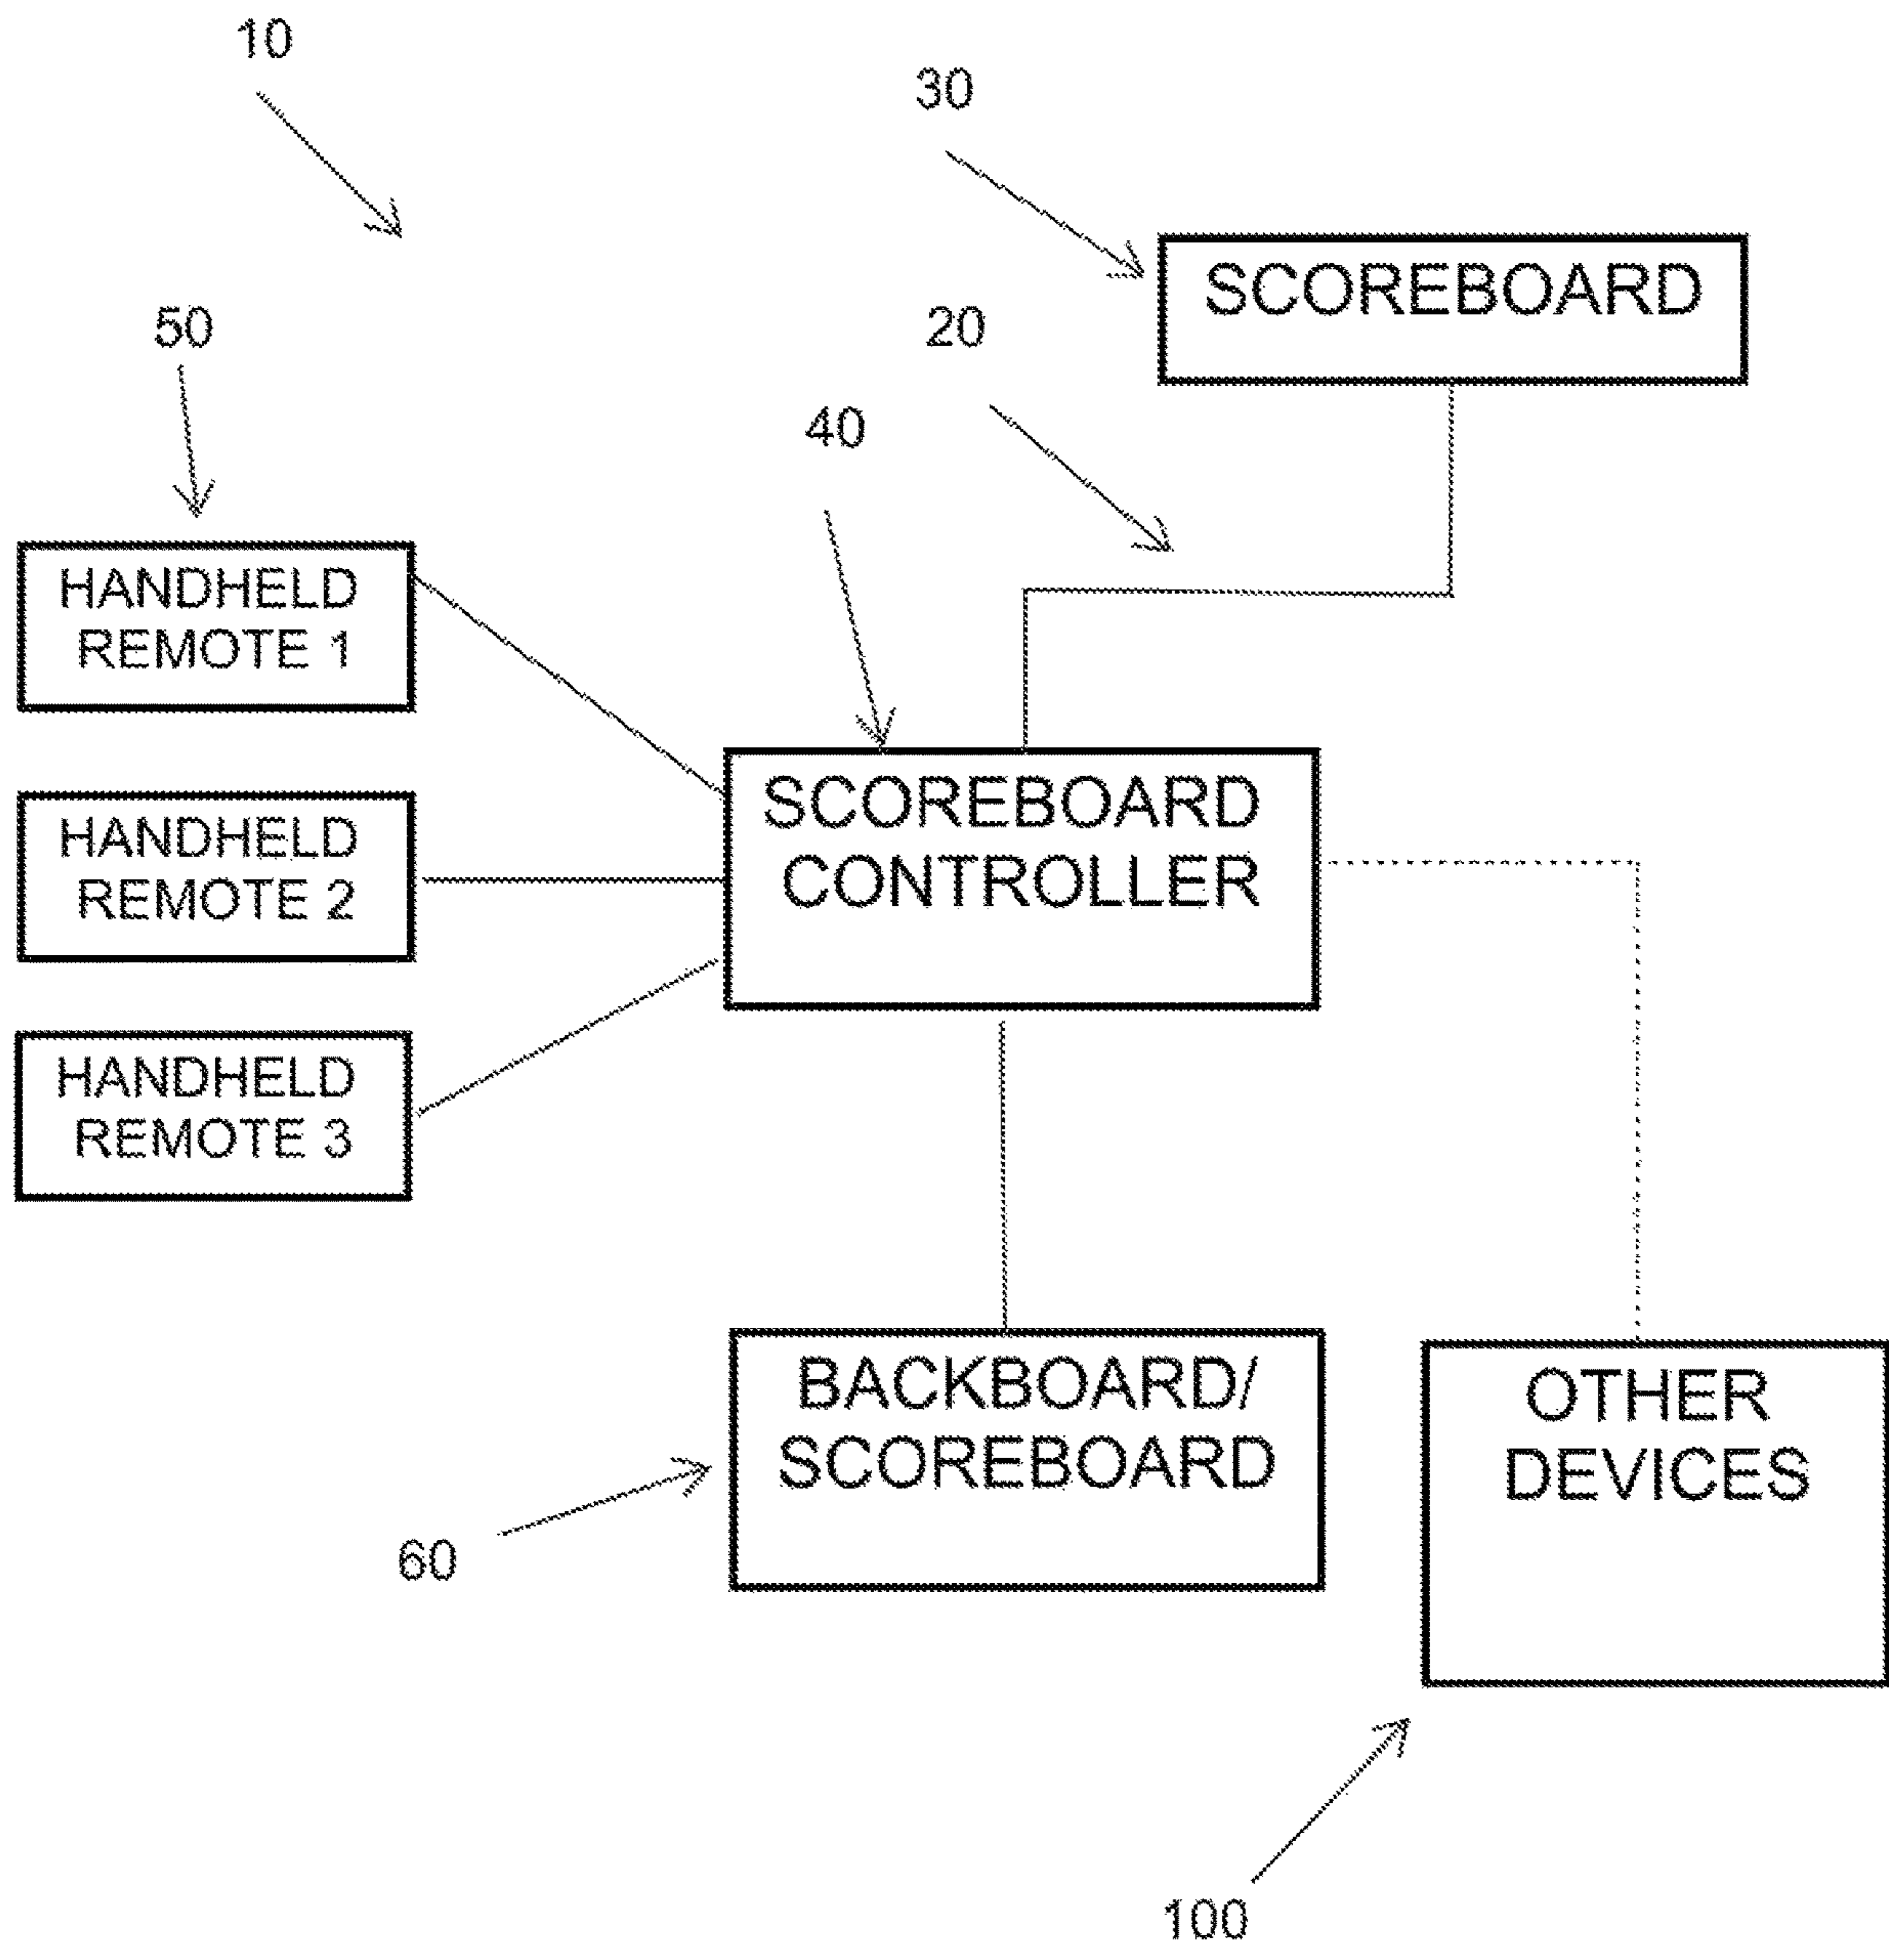 10
30
SCOREBOARD
20
50
40
HANDHELD
REMOTE 1
SCOREBOARD
CONTROLLER
HANDHELD
REMOTE 2
HANDHELD
REMOTE 3
BACKBOARD/
SCOREBOARD
OTHER
DEVICES
60
100